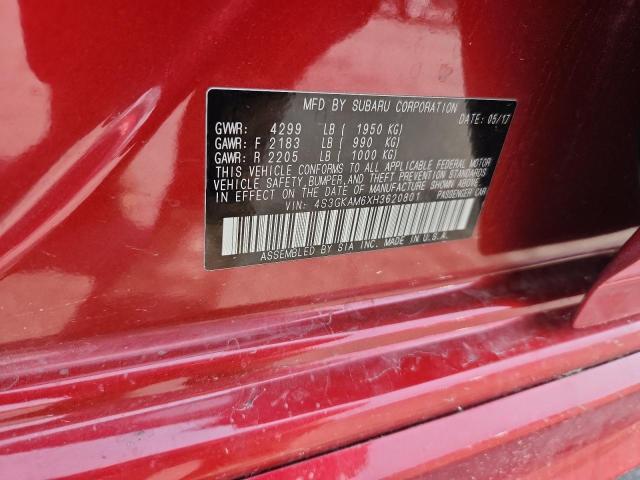 MFD BY SUBARU CORPORATION
DATE: 05/17
GVWR: 4299 LB ( 1950 KG)
GAWR: F 2183 LB ( 990 KG)
GAWR: R 2205 LB ( 1000 KG)
THIS VEHICLE CONFORMS TO ALL APPLICABLE FEDERAL MOTOR
VEHICLE SAFETY, BUMPER, AND THEFT PREVENTION STANDARDS
IN EFFECT ON THE DATE OF MANUFACTURE SHOWN ABOVE.
VIN: 4S3GKAM6XH3620801 PASSENGER CAR
ASSEMBLED BY SIA INC. MADE IN U.S.A.